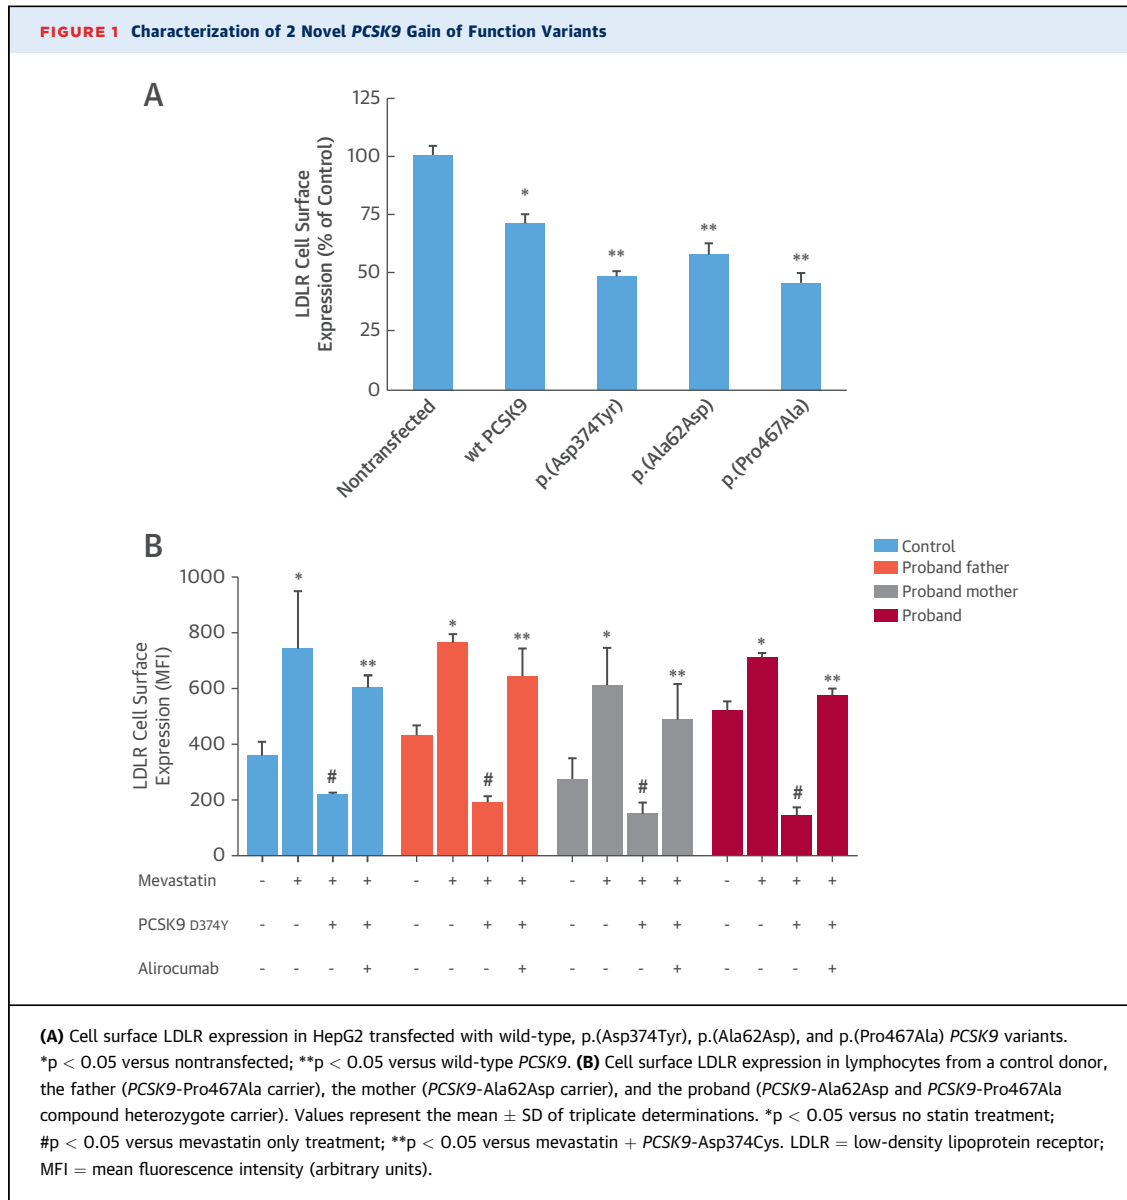 FIGURE 1 Characterization of 2 Novel PCSK9 Gain of Function Variants
A
125
100
75
50
25
0
LDLR Cell Surface
Expression (% of Control)
*
**
**
**
Nontransfected
wt PCSK9
p.(Asp374Tyr)
p.(Ala62Asp)
p.(Pro467Ala)
B
Control
Proband father
Proband mother
Proband
1000
800
600
400
200
0
LDLR Cell Surface
Expression (MFI)
* # ** * # ** * # ** * # **
Mevastatin - + + + - + + + - + + + - + + +
PCSK9 D374Y - - + + - - + + - - + + - - + +
Alirocumab - - - + - - - + - - - + - - - +
(A) Cell surface LDLR expression in HepG2 transfected with wild-type, p.(Asp374Tyr), p.(Ala62Asp), and p.(Pro467Ala) PCSK9 variants.
*p < 0.05 versus nontransfected; **p < 0.05 versus wild-type PCSK9. (B) Cell surface LDLR expression in lymphocytes from a control donor,
the father (PCSK9-Pro467Ala carrier), the mother (PCSK9-Ala62Asp carrier), and the proband (PCSK9-Ala62Asp and PCSK9-Pro467Ala
compound heterozygote carrier). Values represent the mean ± SD of triplicate determinations. *p < 0.05 versus no statin treatment;
#p < 0.05 versus mevastatin only treatment; **p < 0.05 versus mevastatin + PCSK9-Asp374Cys. LDLR = low-density lipoprotein receptor;
MFI = mean fluorescence intensity (arbitrary units).